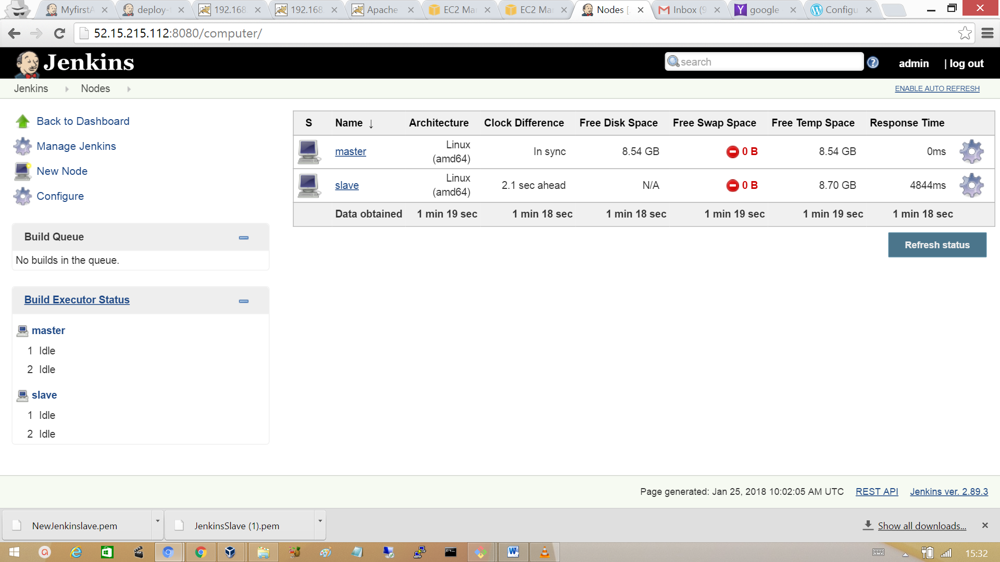 MyfirstA
deploy-
192.168.
192.168.
Apache
EC2 Ma
EC2 Ma
Nodes [
Inbox (9
google
Configu
52.15.215.112:8080/computer/
Jenkins
search
admin
| log out
Jenkins
Nodes
ENABLE AUTO REFRESH
Back to Dashboard
Manage Jenkins
New Node
Configure
Build Queue
No builds in the queue.
Build Executor Status
master
1 Idle
2 Idle
slave
1 Idle
2 Idle
S Name ↓ Architecture Clock Difference Free Disk Space Free Swap Space Free Temp Space Response Time
master Linux (amd64) In sync 8.54 GB 0 B 8.54 GB 0ms
slave Linux (amd64) 2.1 sec ahead N/A 0 B 8.70 GB 4844ms
Data obtained 1 min 19 sec 1 min 18 sec 1 min 18 sec 1 min 19 sec 1 min 19 sec 1 min 18 sec
Refresh status
Page generated: Jan 25, 2018 10:02:05 AM UTC REST API Jenkins ver. 2.89.3
NewJenkinslave.pem
JenkinsSlave (1).pem
Show all downloads...
15:32